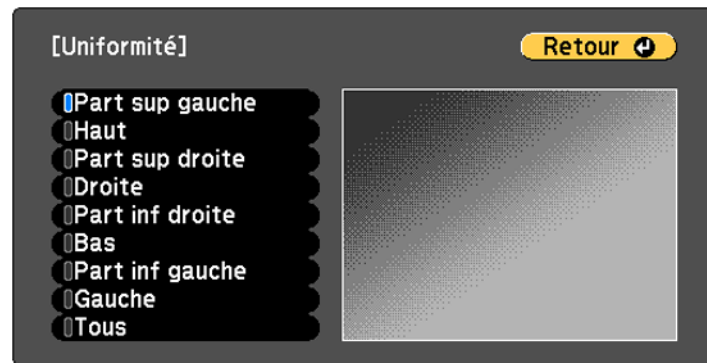 [Uniformité]
Retour
Part sup gauche
Haut
Part sup droite
Droite
Part inf droite
Bas
Part inf gauche
Gauche
Tous